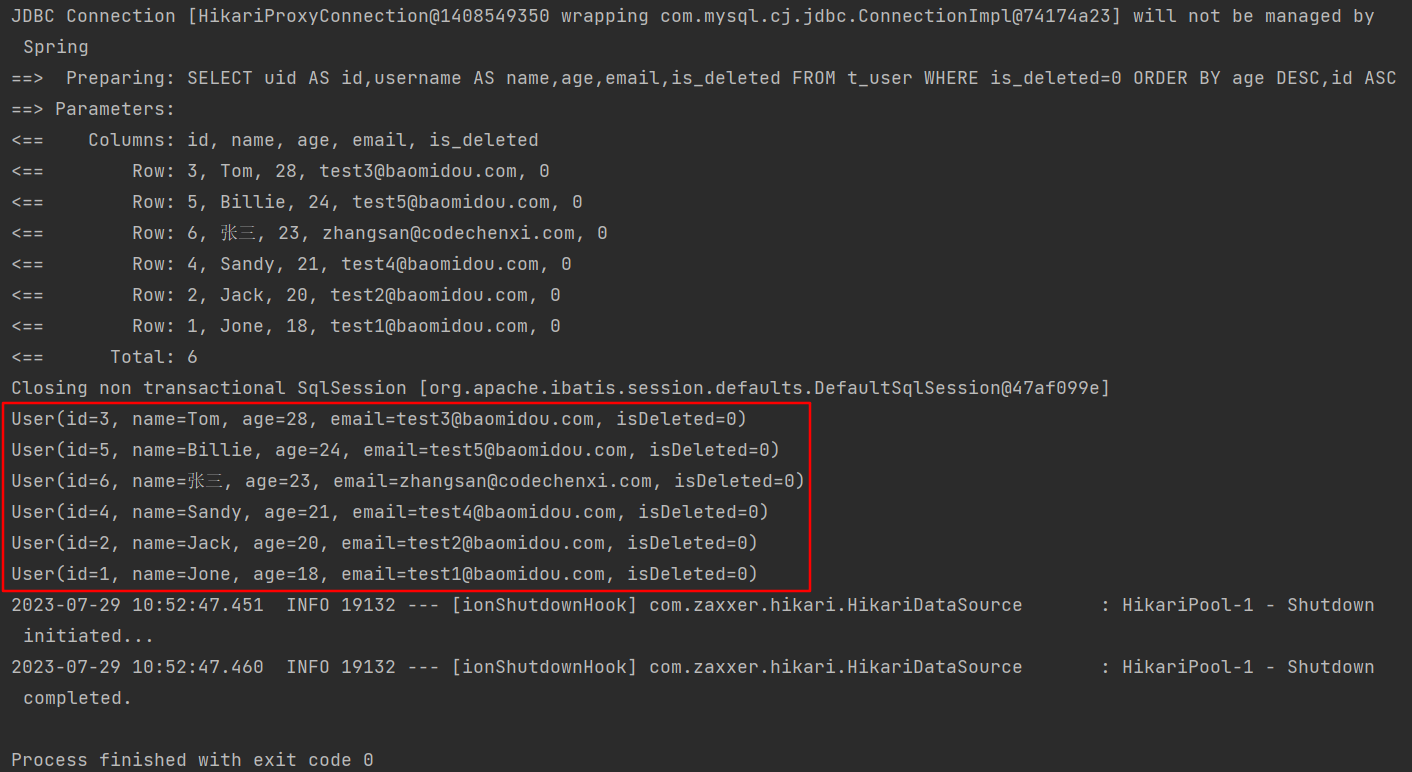 JDBC Connection [HikariProxyConnection@1408549350 wrapping com.mysql.cj.jdbc.ConnectionImpl@74174a23] will not be managed by
 Spring
==>  Preparing: SELECT uid AS id,username AS name,age,email,is_deleted FROM t_user WHERE is_deleted=0 ORDER BY age DESC,id ASC
==> Parameters:
<==    Columns: id, name, age, email, is_deleted
<==        Row: 3, Tom, 28, test3@baomidou.com, 0
<==        Row: 5, Billie, 24, test5@baomidou.com, 0
<==        Row: 6, 张三, 23, zhangsan@codechenxi.com, 0
<==        Row: 4, Sandy, 21, test4@baomidou.com, 0
<==        Row: 2, Jack, 20, test2@baomidou.com, 0
<==        Row: 1, Jone, 18, test1@baomidou.com, 0
<==      Total: 6
Closing non transactional SqlSession [org.apache.ibatis.session.defaults.DefaultSqlSession@47af099e]
User(id=3, name=Tom, age=28, email=test3@baomidou.com, isDeleted=0)
User(id=5, name=Billie, age=24, email=test5@baomidou.com, isDeleted=0)
User(id=6, name=张三, age=23, email=zhangsan@codechenxi.com, isDeleted=0)
User(id=4, name=Sandy, age=21, email=test4@baomidou.com, isDeleted=0)
User(id=2, name=Jack, age=20, email=test2@baomidou.com, isDeleted=0)
User(id=1, name=Jone, age=18, email=test1@baomidou.com, isDeleted=0)
2023-07-29 10:52:47.451  INFO 19132 --- [ionShutdownHook] com.zaxxer.hikari.HikariDataSource       : HikariPool-1 - Shutdown
 initiated...
2023-07-29 10:52:47.460  INFO 19132 --- [ionShutdownHook] com.zaxxer.hikari.HikariDataSource       : HikariPool-1 - Shutdown
 completed.
Process finished with exit code 0